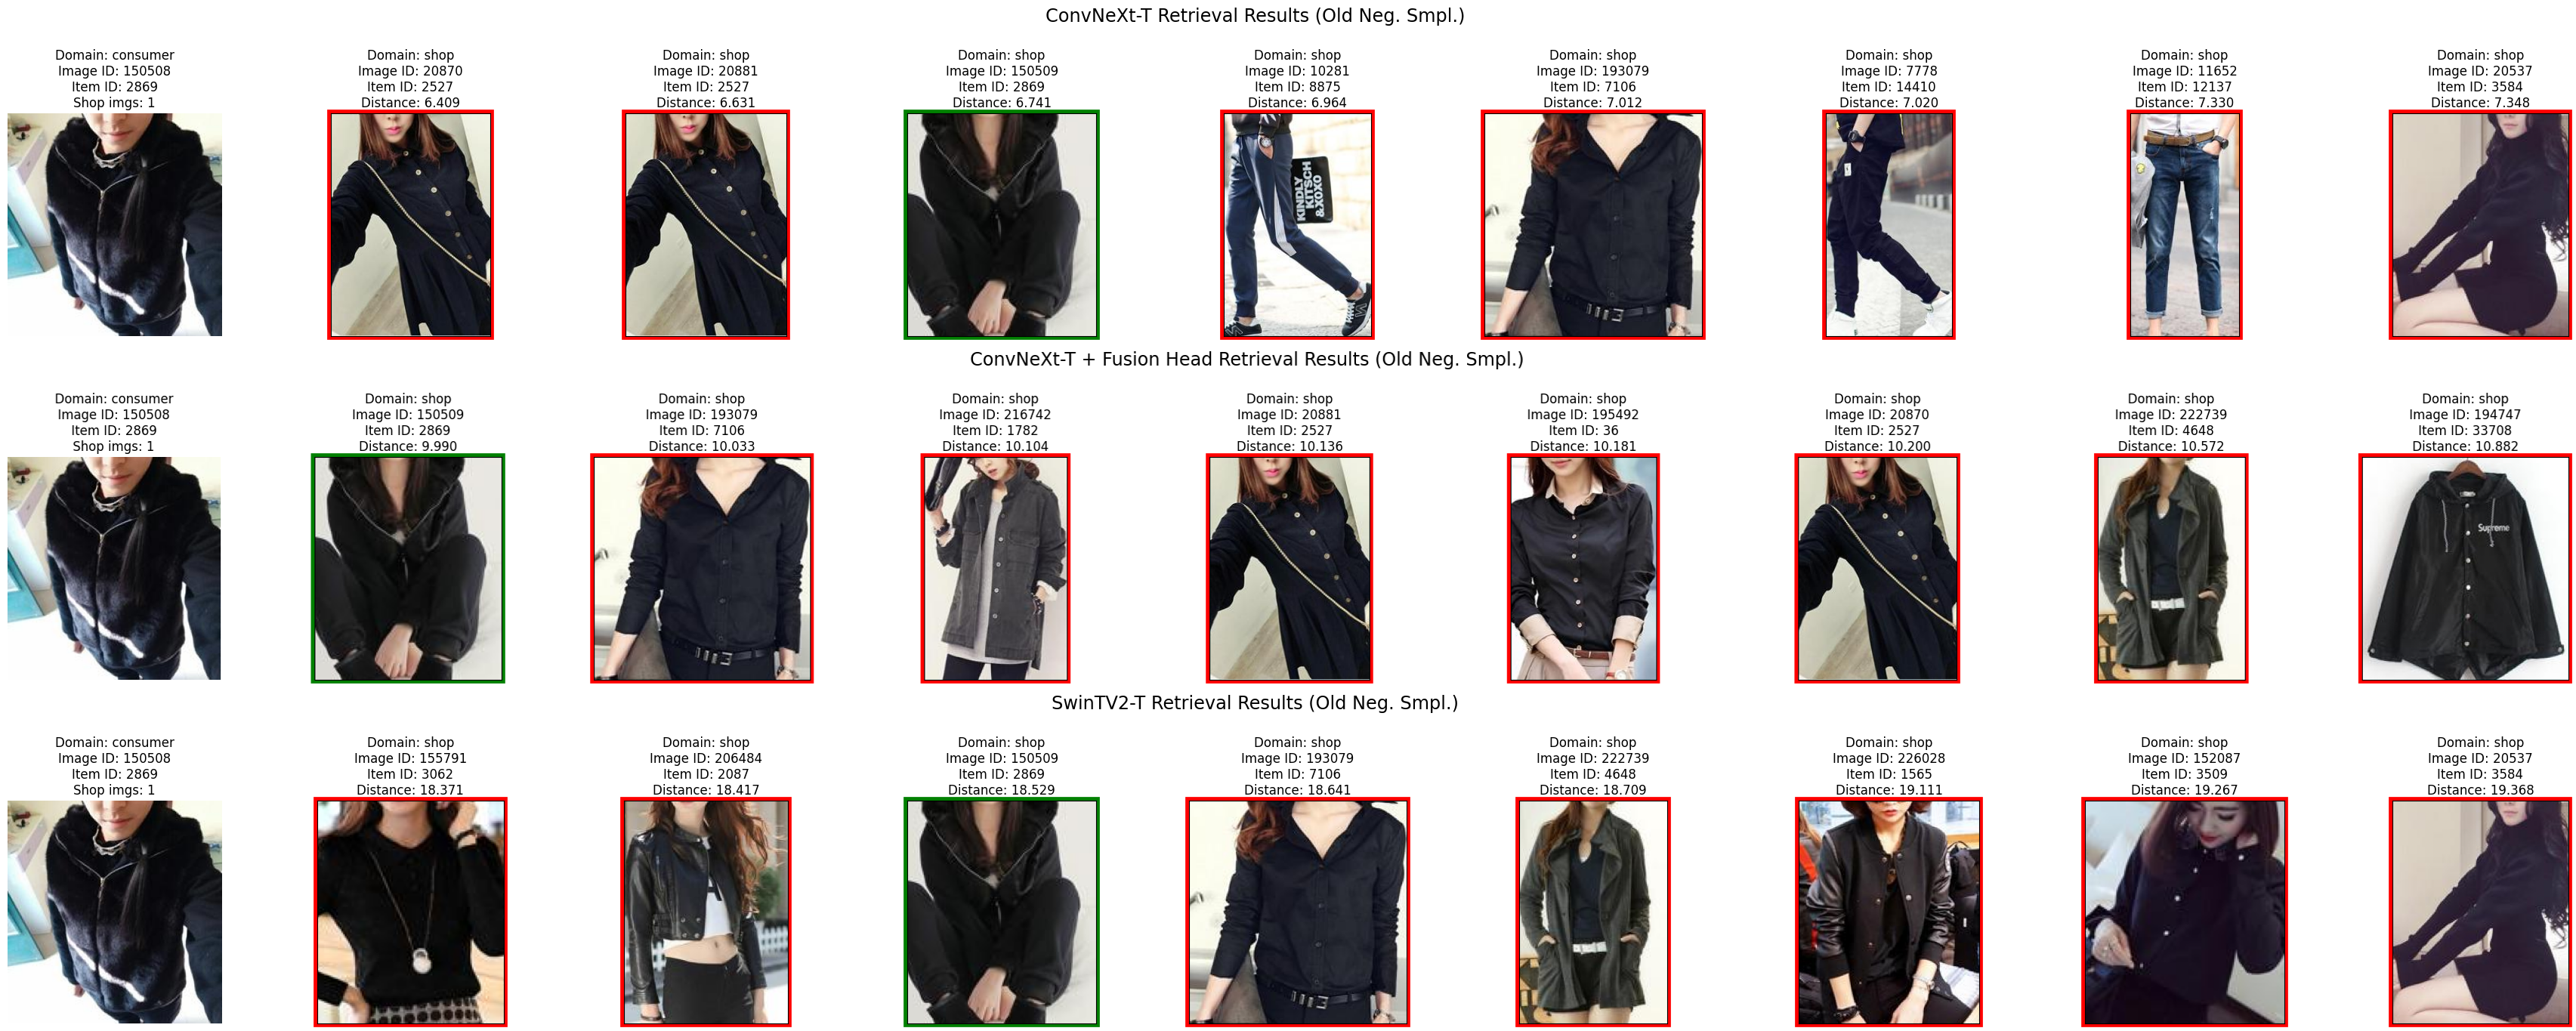 ConvNeXt-T Retrieval Results (Old Neg. Smpl.)
Domain: consumer
Image ID: 150508
Item ID: 2869
Shop imgs: 1
Domain: shop
Image ID: 20870
Item ID: 2527
Distance: 6.409
Domain: shop
Image ID: 20881
Item ID: 2527
Distance: 6.631
Domain: shop
Image ID: 150509
Item ID: 2869
Distance: 6.741
Domain: shop
Image ID: 10281
Item ID: 8875
Distance: 6.964
KINDLY
KITSCH
&XOXO
Domain: shop
Image ID: 193079
Item ID: 7106
Distance: 7.012
Domain: shop
Image ID: 7778
Item ID: 14410
Distance: 7.020
Domain: shop
Image ID: 11652
Item ID: 12137
Distance: 7.330
Domain: shop
Image ID: 20537
Item ID: 3584
Distance: 7.348
ConvNeXt-T + Fusion Head Retrieval Results (Old Neg. Smpl.)
Domain: consumer
Image ID: 150508
Item ID: 2869
Shop imgs: 1
Domain: shop
Image ID: 150509
Item ID: 2869
Distance: 9.990
Domain: shop
Image ID: 193079
Item ID: 7106
Distance: 10.033
Domain: shop
Image ID: 216742
Item ID: 1782
Distance: 10.104
Domain: shop
Image ID: 20881
Item ID: 2527
Distance: 10.136
Domain: shop
Image ID: 195492
Item ID: 36
Distance: 10.181
Domain: shop
Image ID: 20870
Item ID: 2527
Distance: 10.200
Domain: shop
Image ID: 222739
Item ID: 4648
Distance: 10.572
Domain: shop
Image ID: 194747
Item ID: 33708
Distance: 10.882
Supreme
SwinTV2-T Retrieval Results (Old Neg. Smpl.)
Domain: consumer
Image ID: 150508
Item ID: 2869
Shop imgs: 1
Domain: shop
Image ID: 155791
Item ID: 3062
Distance: 18.371
Domain: shop
Image ID: 206484
Item ID: 2087
Distance: 18.417
Domain: shop
Image ID: 150509
Item ID: 2869
Distance: 18.529
Domain: shop
Image ID: 193079
Item ID: 7106
Distance: 18.641
Domain: shop
Image ID: 222739
Item ID: 4648
Distance: 18.709
Domain: shop
Image ID: 226028
Item ID: 1565
Distance: 19.111
Domain: shop
Image ID: 152087
Item ID: 3509
Distance: 19.267
Domain: shop
Image ID: 20537
Item ID: 3584
Distance: 19.368